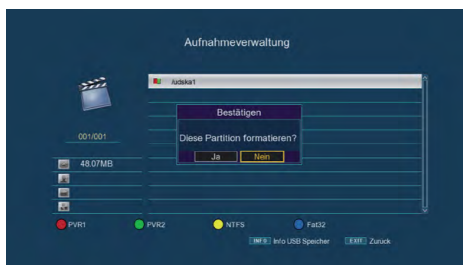 Aufnahmeverwaltung
/udska1
Bestätigen
001/001
Diese Partition formatieren?
Ja Nein
48.07MB
PVR1 PVR2 NTFS Fat32
INFO Info USB Speicher EXIT Zurück